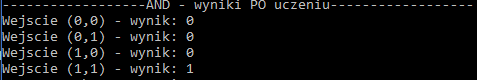 -------------------AND - wyniki PO uczeniu-------------------
Wejscie (0,0) - wynik: 0
Wejscie (0,1) - wynik: 0
Wejscie (1,0) - wynik: 0
Wejscie (1,1) - wynik: 1